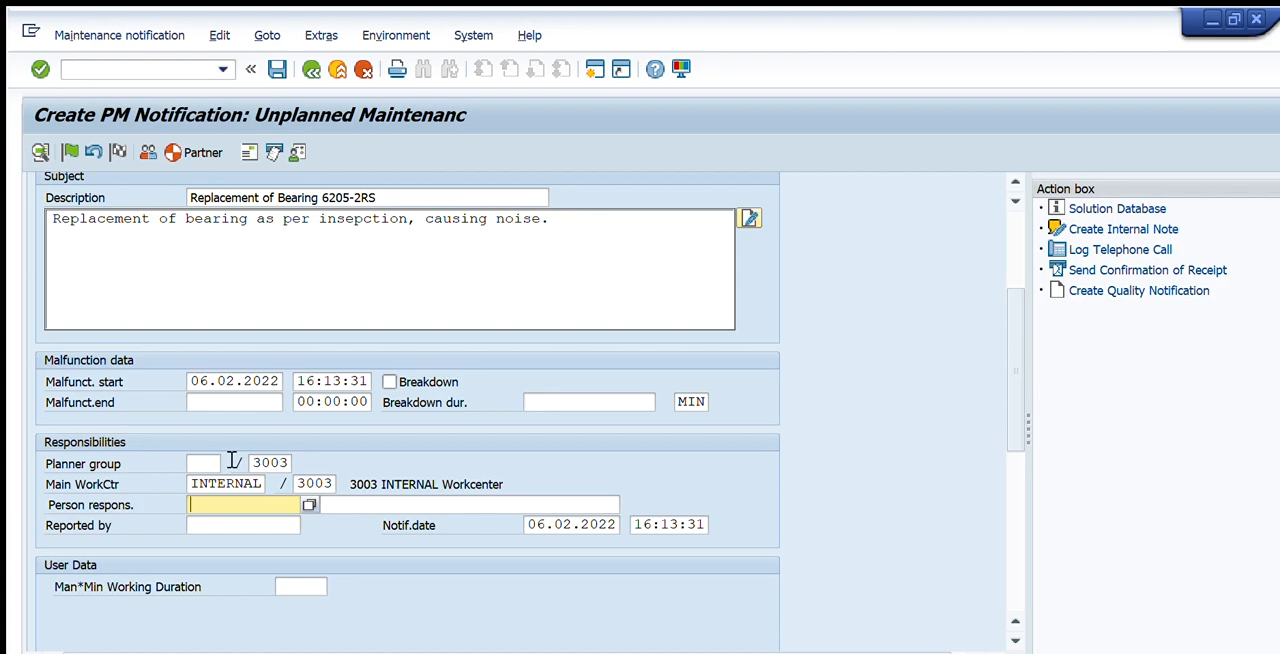 Maintenance notification Edit Goto Extras Environment System Help
Create PM Notification: Unplanned Maintenanc
Partner
Subject
Description Replacement of Bearing 6205-2RS
Replacement of bearing as per insepction, causing noise.
Malfunction data
Malfunct. start 06.02.2022 16:13:31 Breakdown
Malfunct.end 00:00:00 Breakdown dur. MIN
Responsibilities
Planner group / 3003
Main WorkCtr INTERNAL / 3003 3003 INTERNAL Workcenter
Person respons.
Reported by Notif.date 06.02.2022 16:13:31
User Data
Man*Min Working Duration
Action box
Solution Database
Create Internal Note
Log Telephone Call
Send Confirmation of Receipt
Create Quality Notification